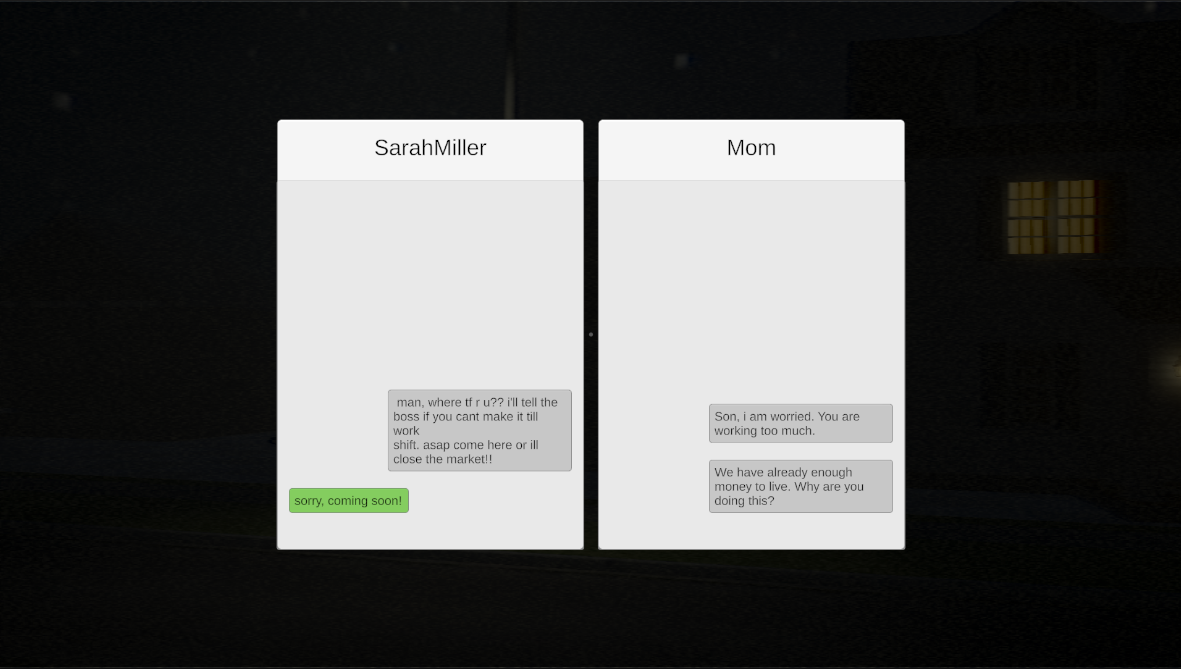 SarahMiller
man, where tf r u?? i'll tell the
boss if you cant make it till
work
shift. asap come here or ill
close the market!!
sorry, coming soon!
Mom
Son, i am worried. You are
working too much.
We have already enough
money to live. Why are you
doing this?